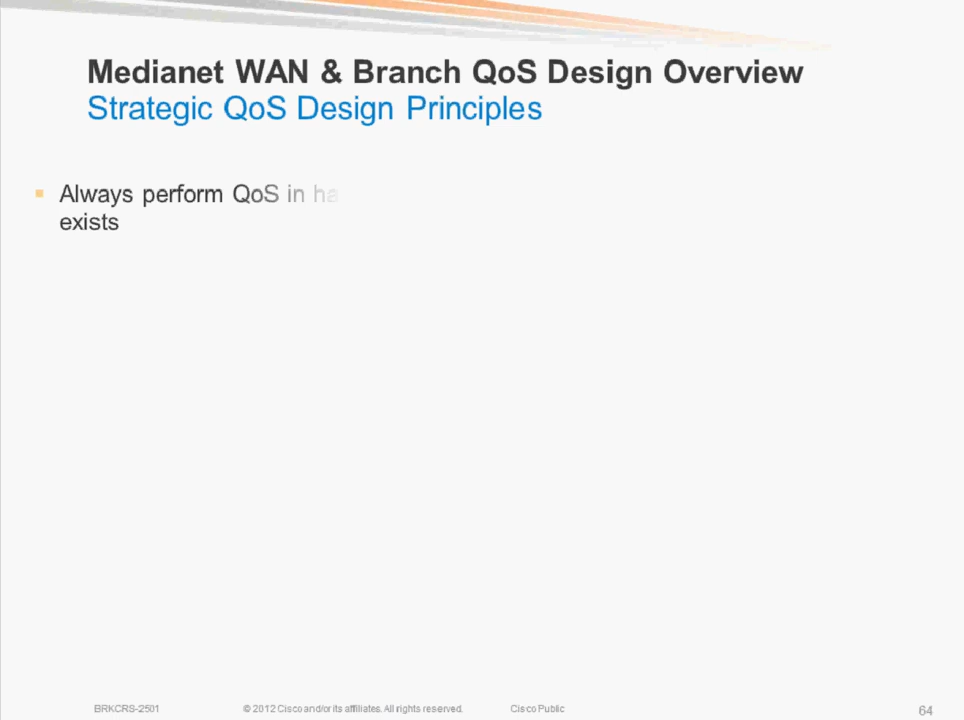 Medianet WAN & Branch QoS Design Overview
Strategic QoS Design Principles
Always perform QoS in ha
exists
BRKCRS-2501 © 2012 Cisco and/or its affiliates. All rights reserved. Cisco Public 64